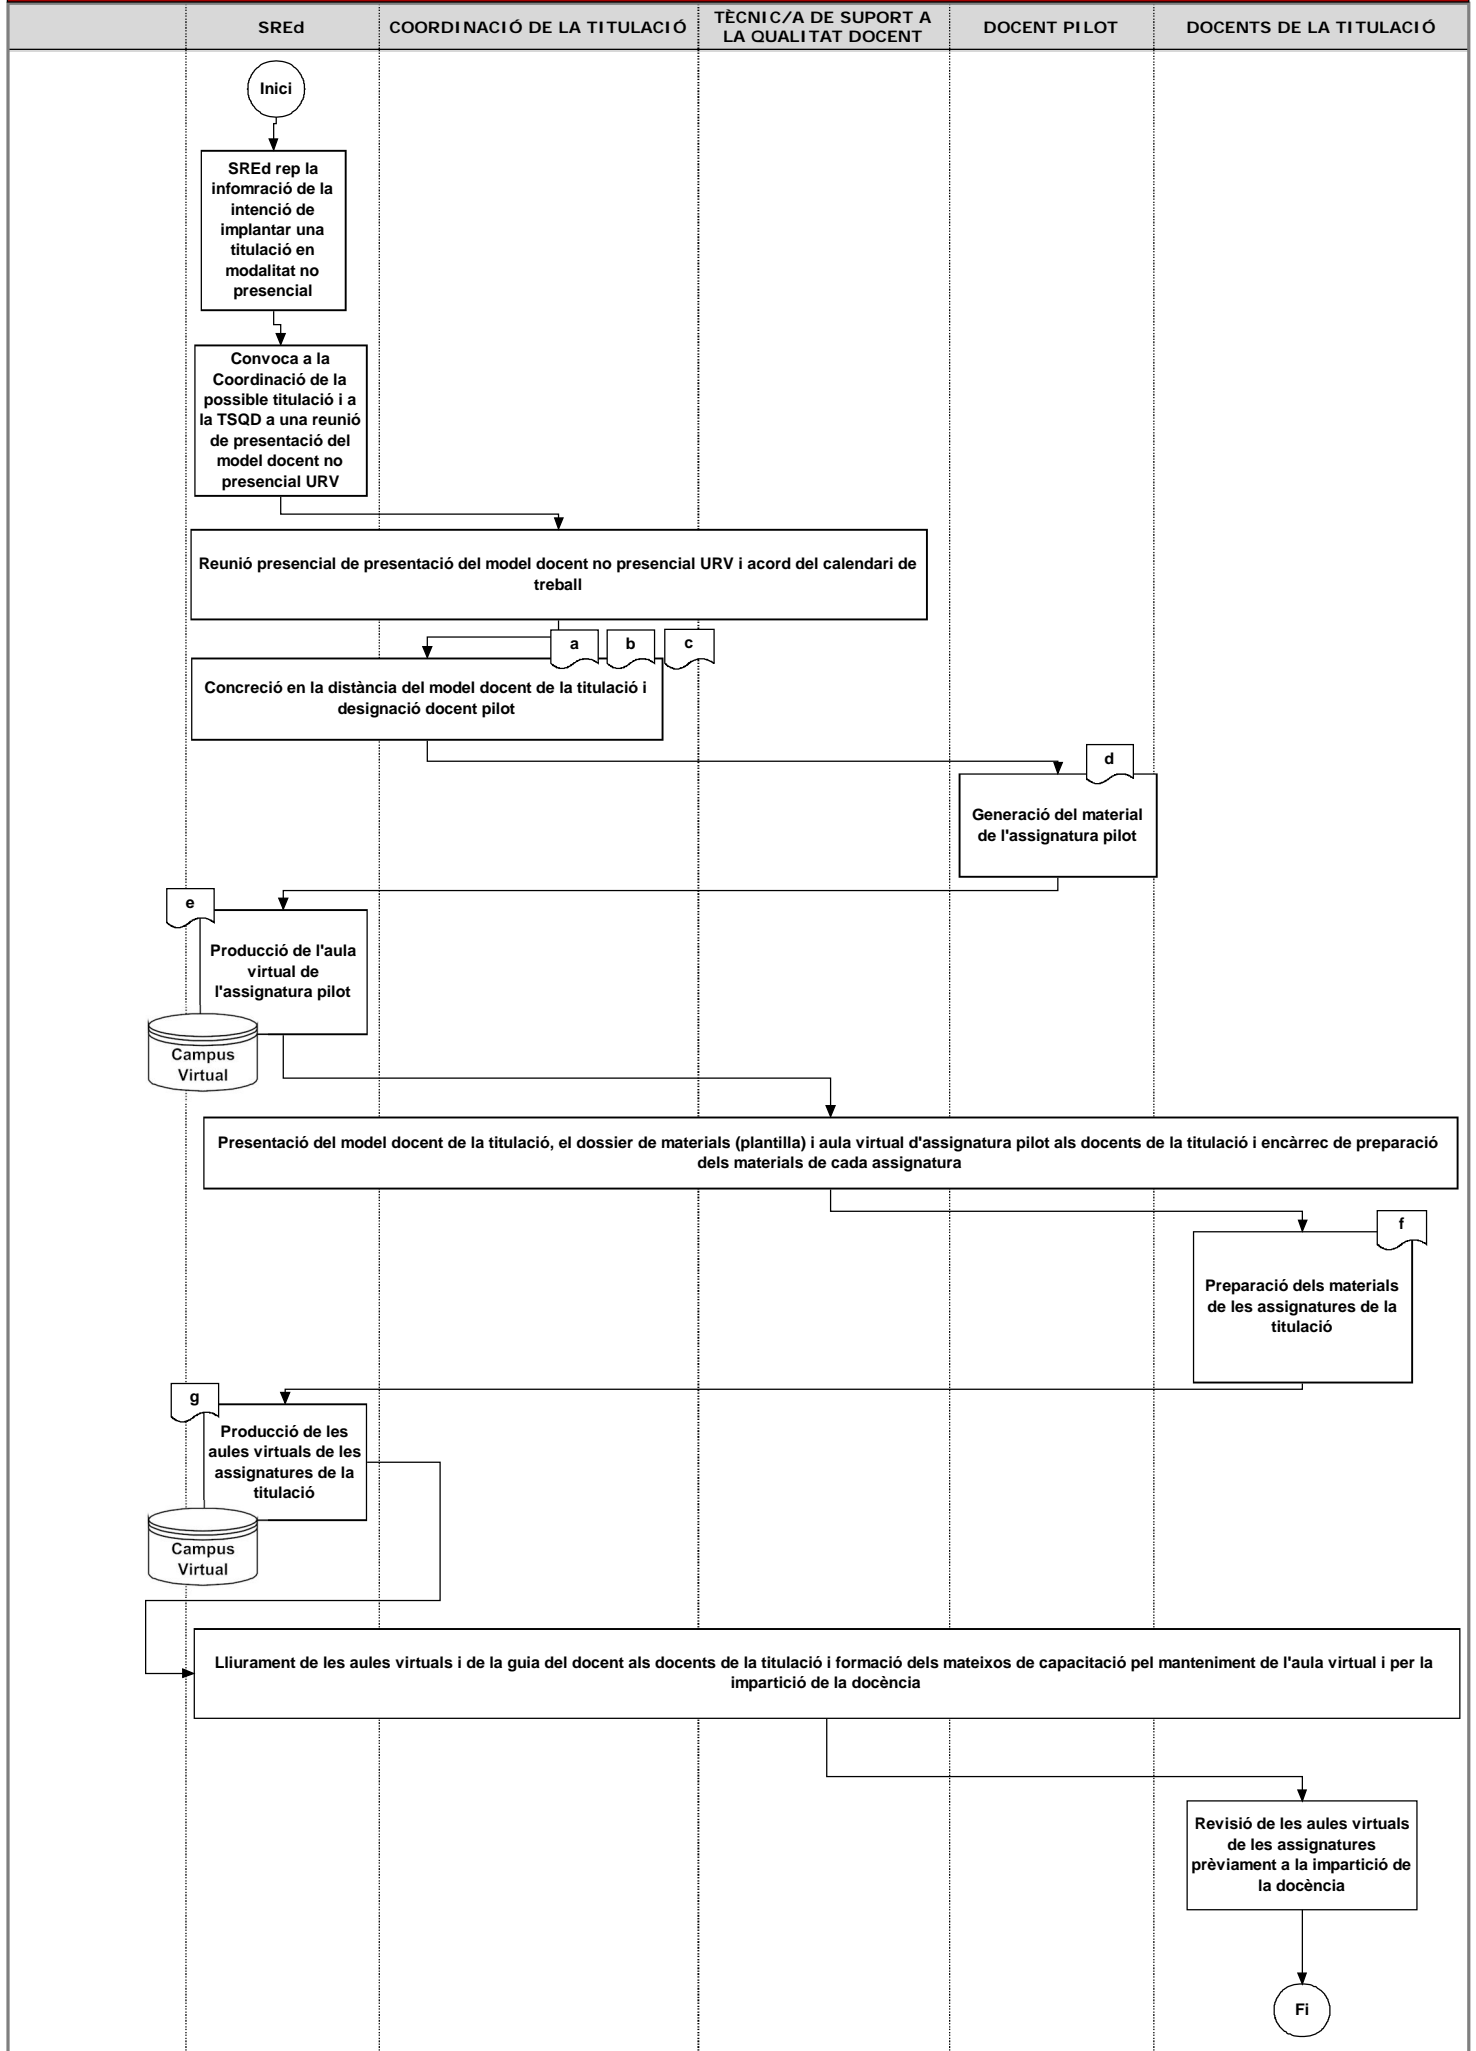 SREd
COORDINACIÓ DE LA TITULACIÓ
TÈCNIC/A DE SUPORT A
LA QUALITAT DOCENT
DOCENT PILOT
DOCENTS DE LA TITULACIÓ
Inici
SREd rep la
infomració de la
intenció de
implantar una
titulació en
modalitat no
presencial
Convoca a la
Coordinació de la
possible titulació i a
la TSQD a una reunió
de presentació del
model docent no
presencial URV
Reunió presencial de presentació del model docent no presencial URV i acord del calendari de
treball
a
b
c
Concreció en la distància del model docent de la titulació i
designació docent pilot
d
Generació del material
de l'assignatura pilot
e
Producció de l'aula
virtual de
l'assignatura pilot
Campus
Virtual
Presentació del model docent de la titulació, el dossier de materials (plantilla) i aula virtual d'assignatura pilot als docents de la titulació i encàrrec de preparació
dels materials de cada assignatura
f
Preparació dels materials
de les assignatures de la
titulació
g
Producció de les
aules virtuals de les
assignatures de la
titulació
Campus
Virtual
Lliurament de les aules virtuals i de la guia del docent als docents de la titulació i formació dels mateixos de capacitació pel manteniment de l'aula virtual i per la
impartició de la docència
Revisió de les aules virtuals
de les assignatures
prèviament a la impartició de
la docència
Fi